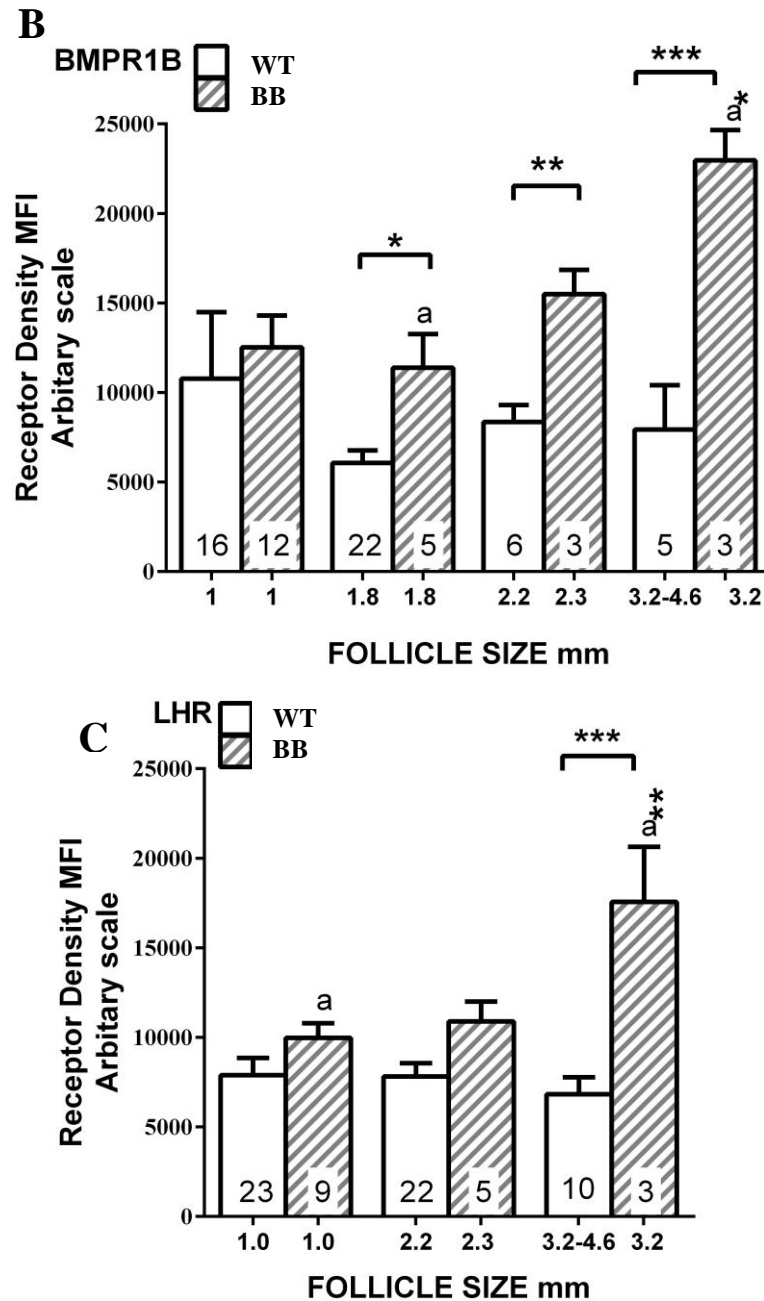 B
BMPR1B
WT
BB
***
a*
**
*
a
25000
20000
15000
10000
5000
0
Receptor Density MFI
Arbitary scale
16 12 22 5 6 3 5 3
1 1 1.8 1.8 2.2 2.3 3.2-4.6 3.2
FOLLICLE SIZE mm
C
LHR
WT
BB
***
**
a
a
25000
20000
15000
10000
5000
0
Receptor Density MFI
Arbitary scale
23 9 22 5 10 3
1.0 1.0 2.2 2.3 3.2-4.6 3.2
FOLLICLE SIZE mm